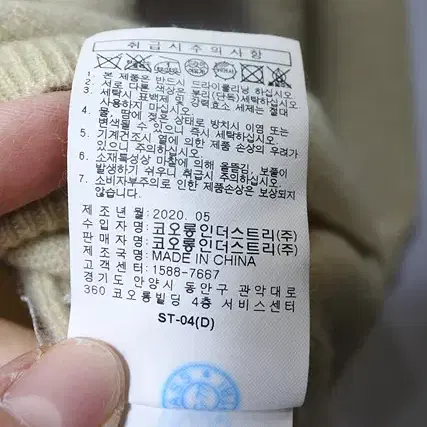 취급시주의사항
1. 본 제품은 반드시 드라이클리닝 하십시오.
2. 서로 다른 색상은 분리(단독)세탁하십시오.
3. 세탁시 표백제 및 강력효소 세제는 절대
사용하지 마십시오.
4. 물, 땀에 젖은 상태로 방치시 이염 또는
변색될 수 있으니 즉시 세탁하십시오.
5. 기계건조시 열에 의한 제품 손상의 우려가
있으니 주의하십시오.
6. 소재특성상 마찰에 의해 올뜯김, 보풀이
발생하기 쉬우니 취급시 주의하십시오.
7. 소비자부주의로 인한 제품손상은 보상되지
않습니다.
제조년월: 2020. 05
수입자명: 코오롱인더스트리(주)
판매자명: 코오롱인더스트리(주)
제조국명: MADE IN CHINA
고객센터: 1588-7667
경기도 안양시 동안구 관악대로
360 코오롱빌딩 4층 서비스센터
ST-04(D)